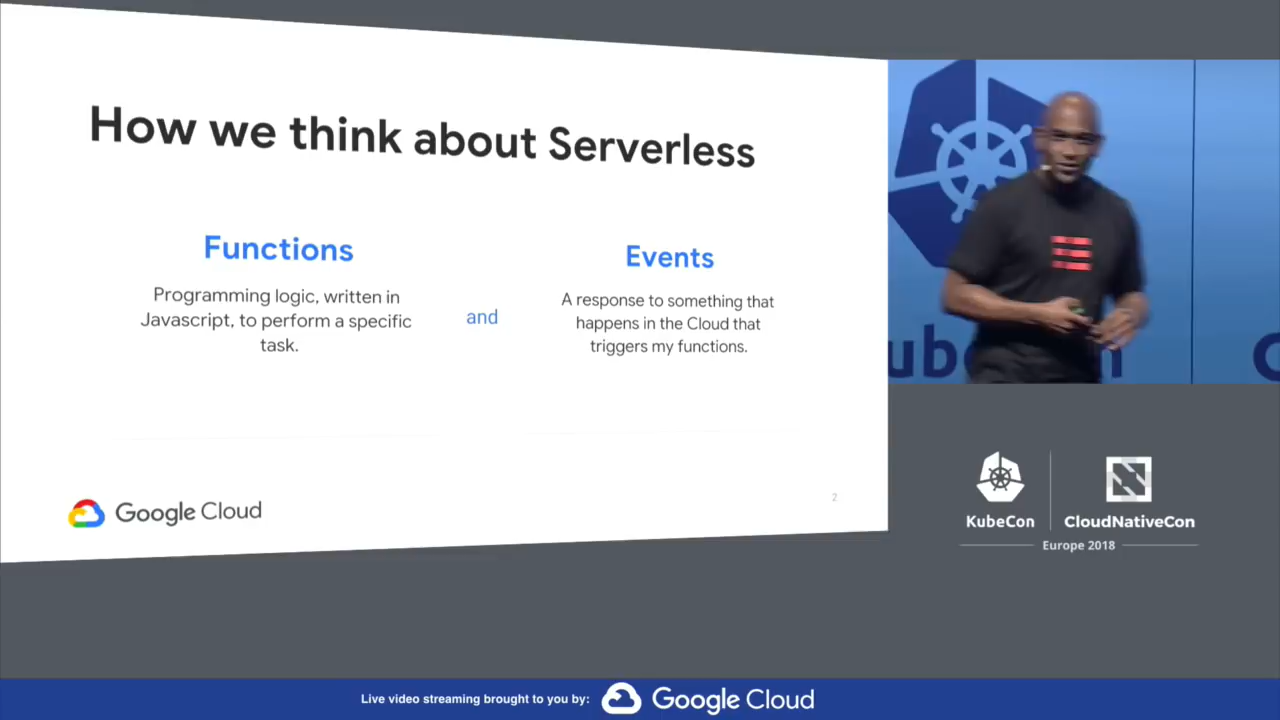 How we think about Serverless
Functions
Programming logic, written in
Javascript, to perform a specific
task.
and
Events
A response to something that
happens in the Cloud that
triggers my functions.
Google Cloud
2
KubeCon
CloudNativeCon
Europe 2018
Live video streaming brought to you by:
Google Cloud